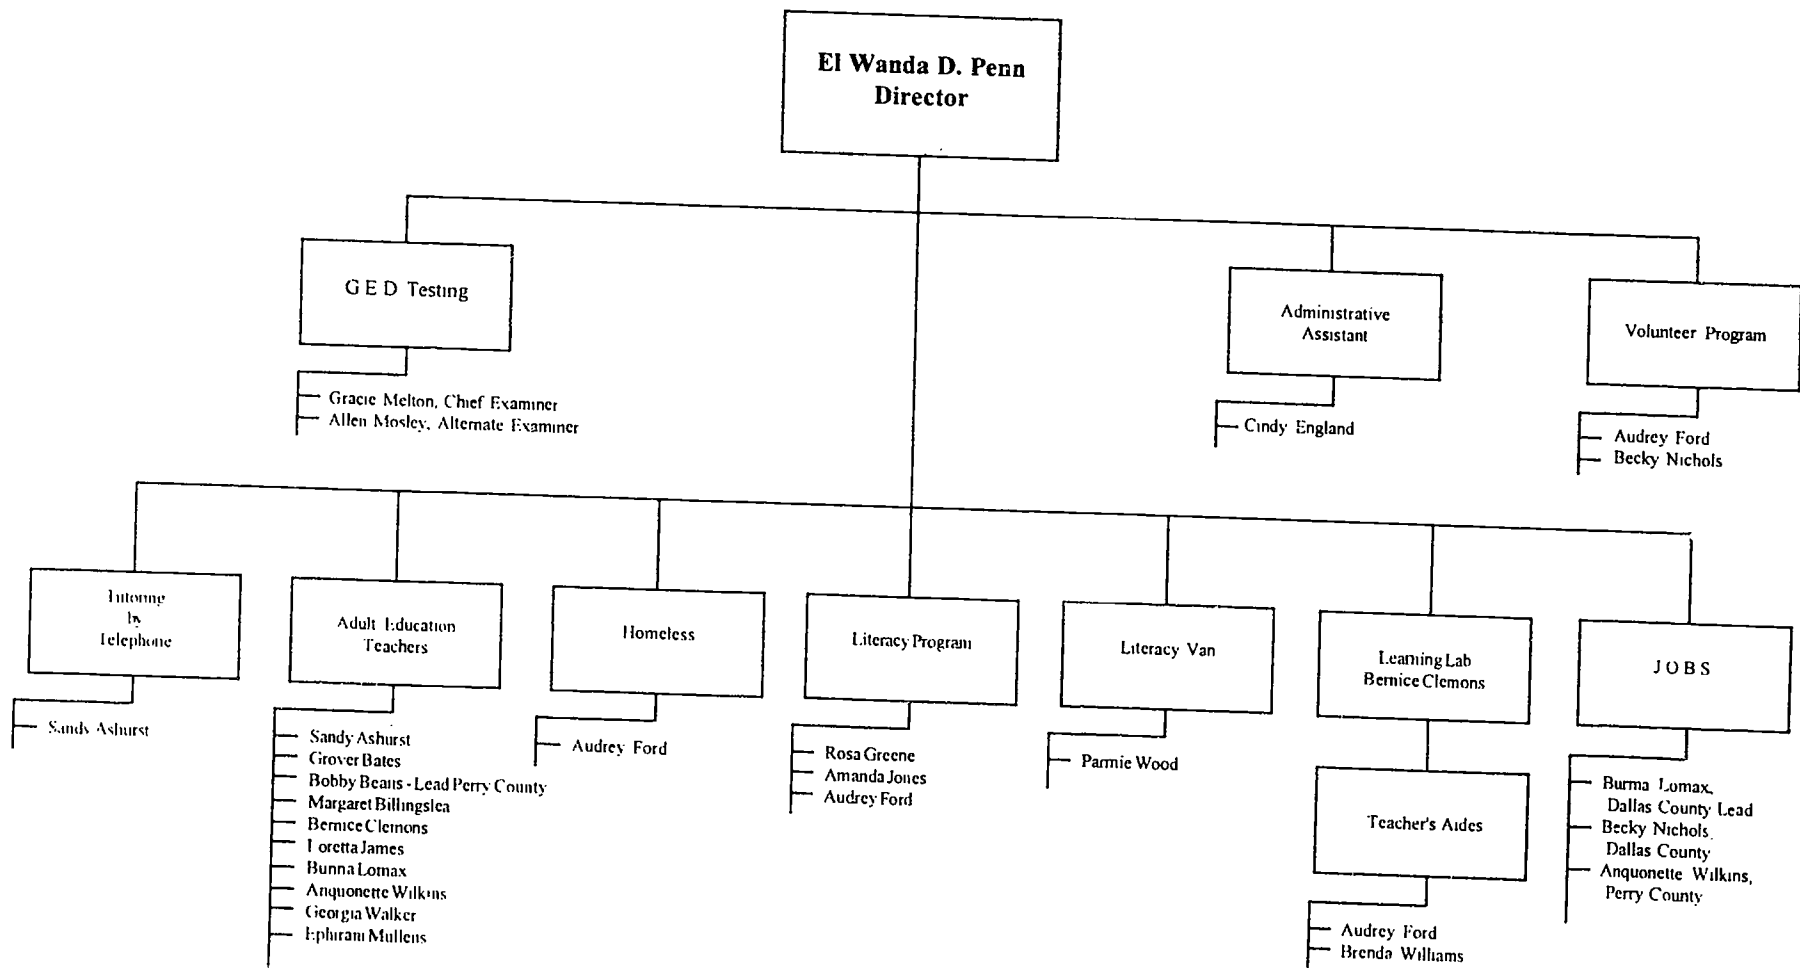 El Wanda D. Penn
Director
G E D Testing
Gracie Melton, Chief Examiner
Allen Mosley, Alternate Examiner
Administrative
Assistant
Cindy England
Volunteer Program
Audrey Ford
Becky Nichols
Tutoring
by
Telephone
Sandy Ashurst
Adult Education
Teachers
Sandy Ashurst
Grover Bates
Bobby Beans - Lead Perry County
Margaret Billingslea
Bernice Clemons
Loretta James
Bunna Lomax
Anquonette Wilkins
Georgia Walker
Ephriam Mullens
Homeless
Audrey Ford
Literacy Program
Rosa Greene
Amanda Jones
Audrey Ford
Literacy Van
Parmie Wood
Learning Lab
Bernice Clemons
Teacher's Aides
Audrey Ford
Brenda Williams
J O B S
Burma Lomax,
Dallas County Lead
Becky Nichols,
Dallas County
Anquonette Wilkins,
Perry County